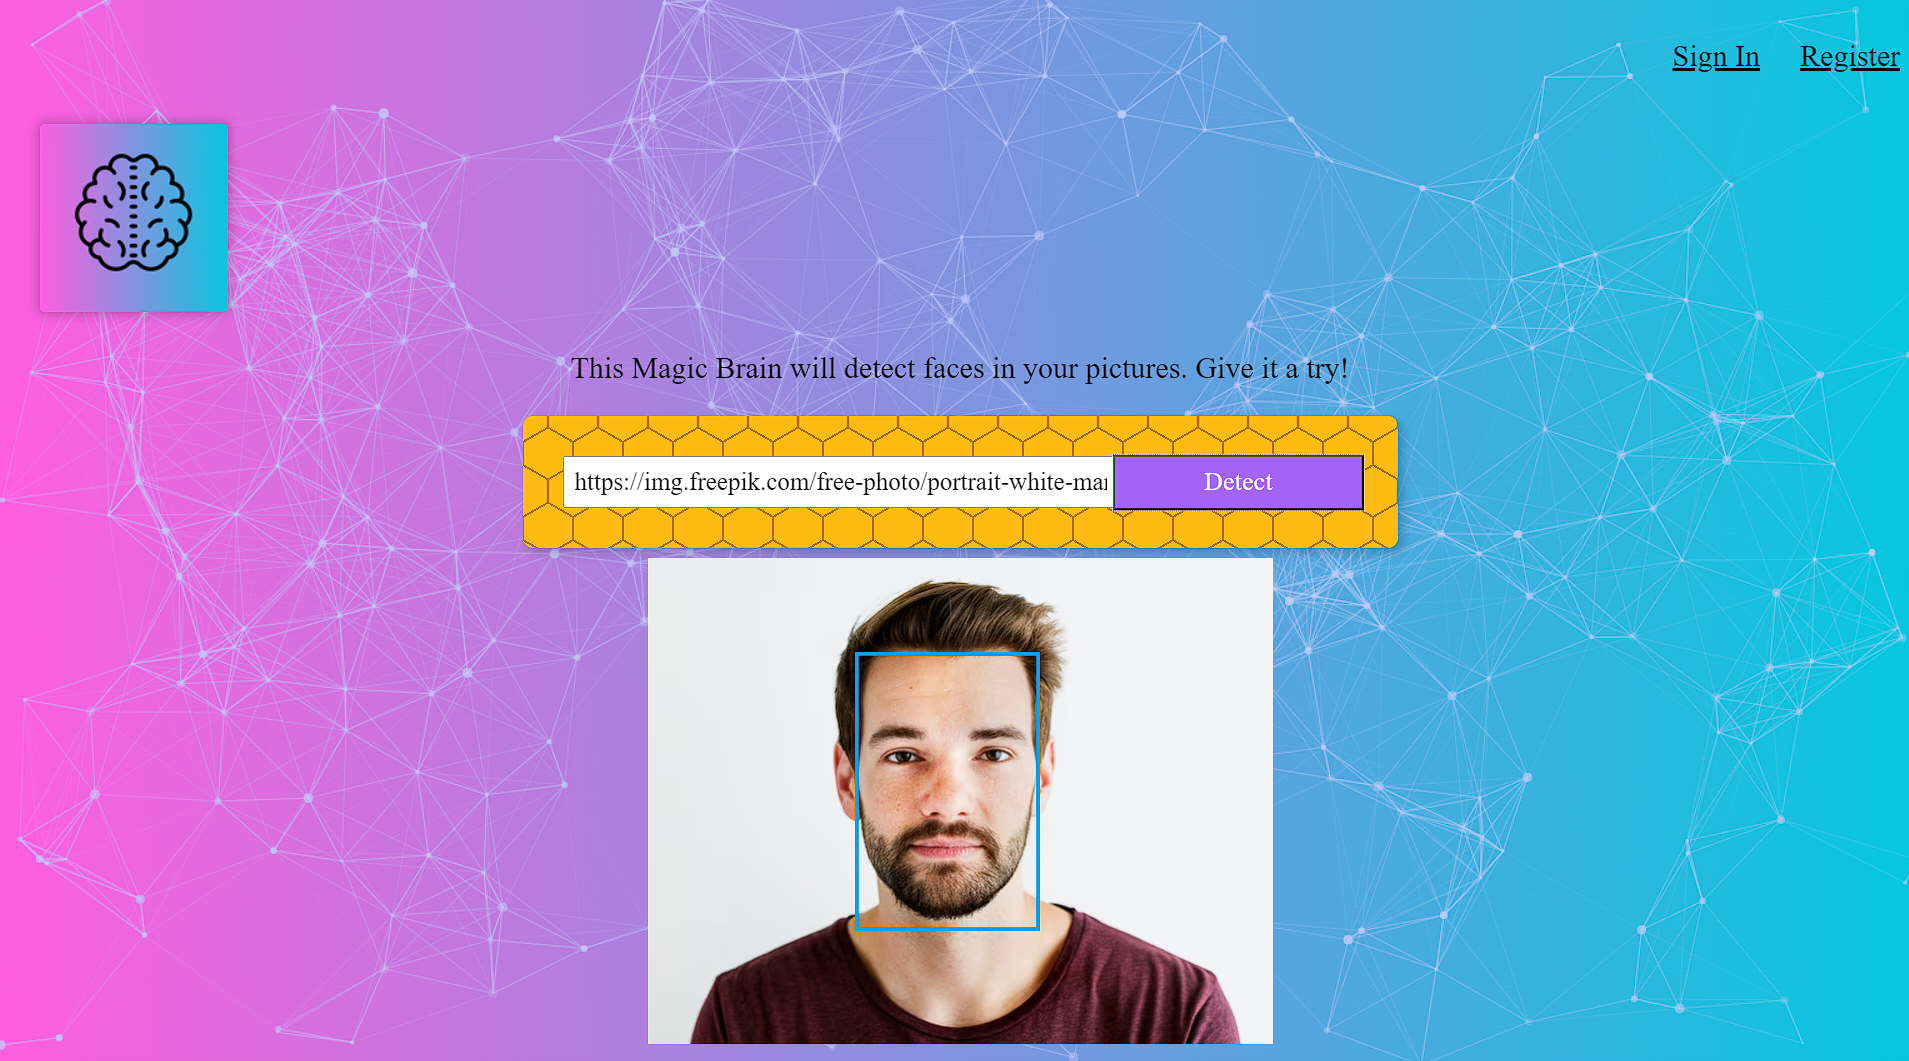 Sign In Register
This Magic Brain will detect faces in your pictures. Give it a try!
https://img.freepik.com/free-photo/portrait-white-man Detect